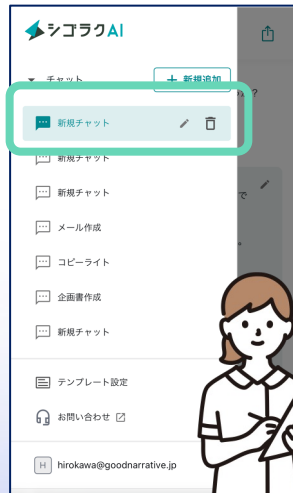 シゴラクAI
チャット
＋ 新規追加
?
新規チャット
新規チャット
新規チャット
で
メール作成
コピーライト
。
企画書作成
新規チャット
テンプレート設定
お問い合わせ
H hirokawa@goodnarrative.jp